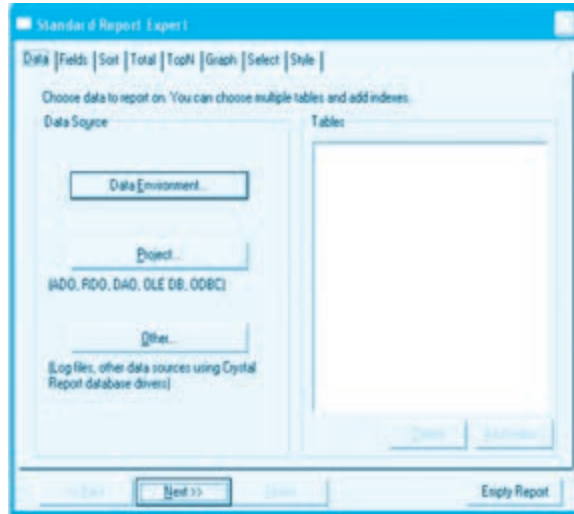 Standard Report Expert
Data Fields Sort Total TopN Graph Select Style
Choose data to report on. You can choose multiple tables and add indexes.
Data Source
Tables
Data Environment...
Project...
(ADO, RDO, DAO, OLE DB, ODBC)
Other...
(Log files, other data sources using Crystal
Report database drivers)
Next >>
Empty Report